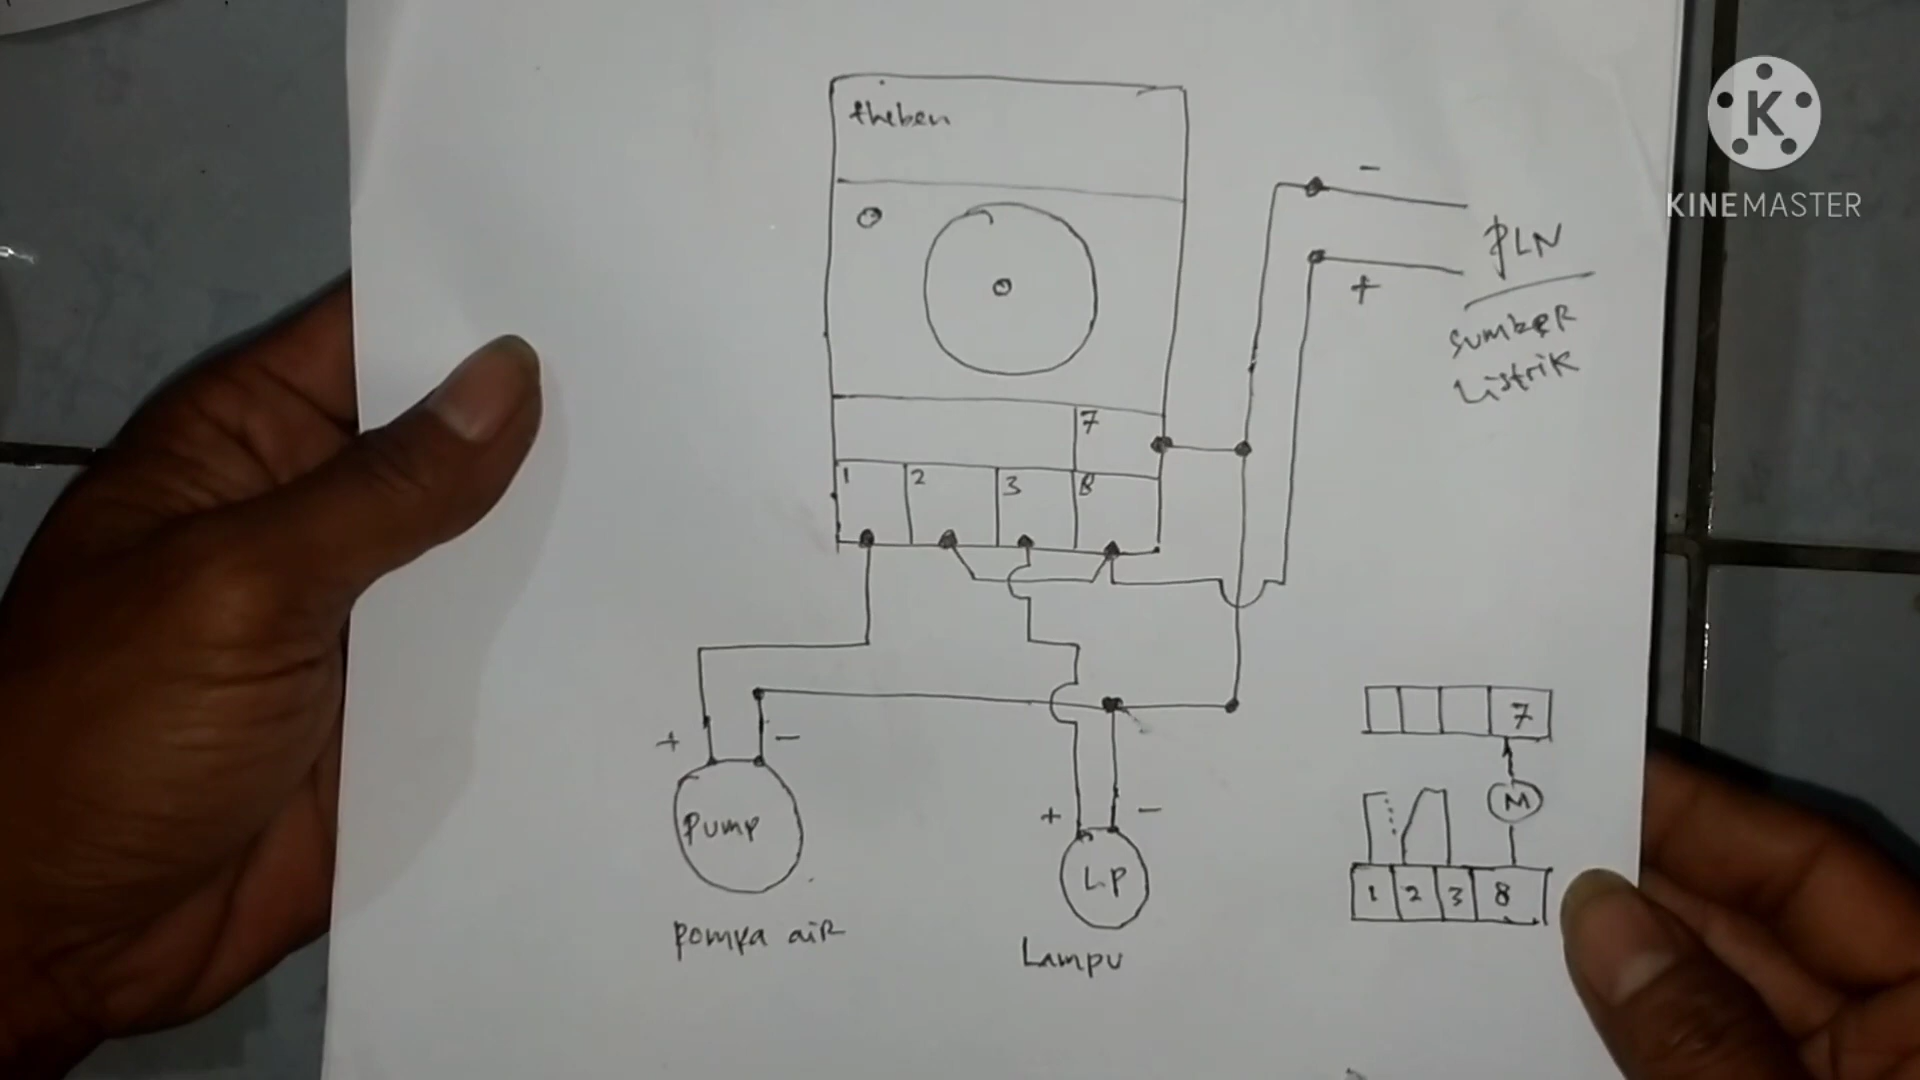 theben
-
PLN
+
Sumber
Listrik
7
1 2 3 8
+ -
Pump
Pompa air
+ -
LP
Lampu
7
M
1 2 3 8
K
KINEMASTER